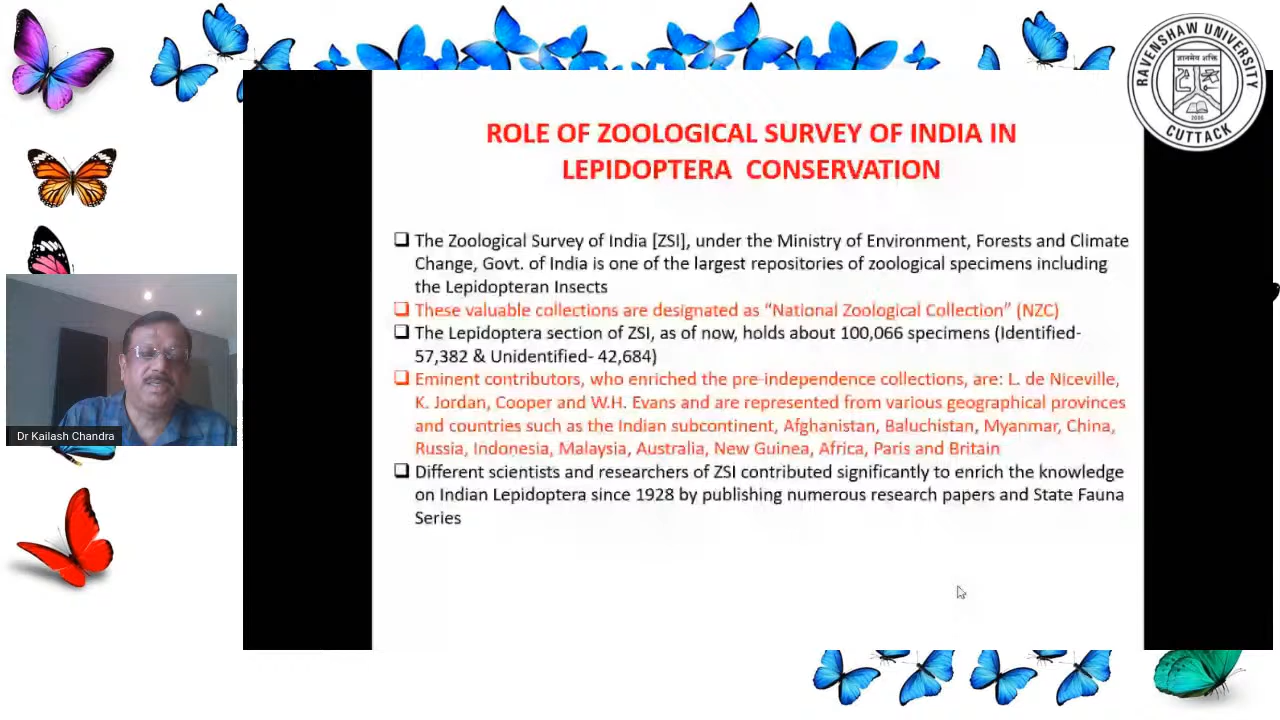 ROLE OF ZOOLOGICAL SURVEY OF INDIA IN
LEPIDOPTERA CONSERVATION
The Zoological Survey of India [ZSI], under the Ministry of Environment, Forests and Climate
Change, Govt. of India is one of the largest repositories of zoological specimens including
the Lepidopteran Insects
These valuable collections are designated as “National Zoological Collection” (NZC)
The Lepidoptera section of ZSI, as of now, holds about 100,066 specimens (Identified-
57,382 & Unidentified- 42,684)
Eminent contributors, who enriched the pre-independence collections, are: L. de Niceville,
K. Jordan, Cooper and W.H. Evans and are represented from various geographical provinces
and countries such as the Indian subcontinent, Afghanistan, Baluchistan, Myanmar, China,
Russia, Indonesia, Malaysia, Australia, New Guinea, Africa, Paris and Britain
Different scientists and researchers of ZSI contributed significantly to enrich the knowledge
on Indian Lepidoptera since 1928 by publishing numerous research papers and State Fauna
Series
Dr Kailash Chandra
RAVENSHAW UNIVERSITY
ज्ञानमेव शक्ति
2006
CUTTACK